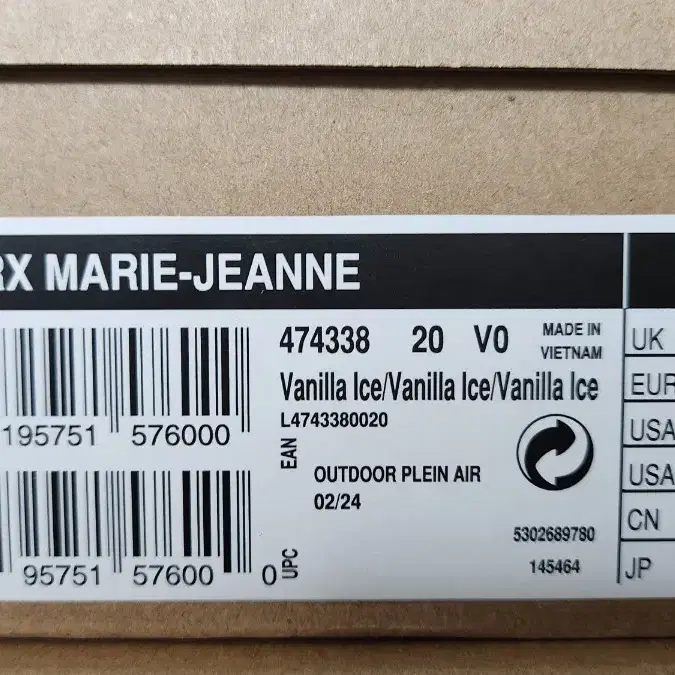 RX MARIE-JEANNE
474338 20 V0 MADE IN VIETNAM
Vanilla Ice/Vanilla Ice/Vanilla Ice
L4743380020
195751 576000
EAN
OUTDOOR PLEIN AIR
02/24
5302689780
145464
95751 57600 0
UPC
UK
EUR
USA
USA
CN
JP